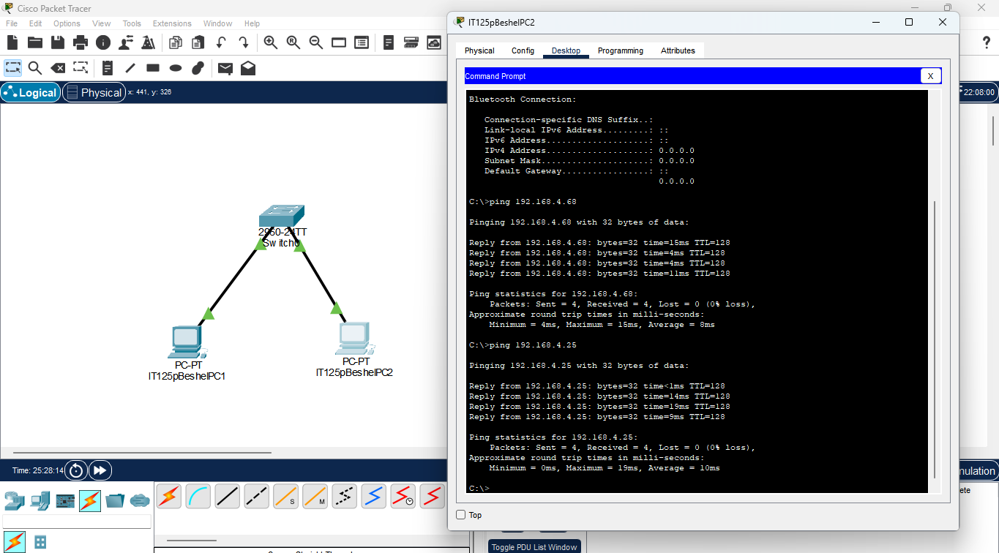 Cisco Packet Tracer
File Edit Options View Tools Extensions Window Help
Logical Physical x: 441, y: 326
22:08:00
2950-24TT
Switch0
PC-PT
IT125pBeshelPC1
PC-PT
IT125pBeshelPC2
Time: 25:28:14
S
M
IT125pBeshelPC2
Physical Config Desktop Programming Attributes
Command Prompt
X
Bluetooth Connection:
Connection-specific DNS Suffix..:
Link-local IPv6 Address.........: ::
IPv6 Address....................: ::
IPv4 Address....................: 0.0.0.0
Subnet Mask.....................: 0.0.0.0
Default Gateway.................: ::
0.0.0.0
C:\>ping 192.168.4.68
Pinging 192.168.4.68 with 32 bytes of data:
Reply from 192.168.4.68: bytes=32 time=15ms TTL=128
Reply from 192.168.4.68: bytes=32 time=4ms TTL=128
Reply from 192.168.4.68: bytes=32 time=4ms TTL=128
Reply from 192.168.4.68: bytes=32 time=11ms TTL=128
Ping statistics for 192.168.4.68:
Packets: Sent = 4, Received = 4, Lost = 0 (0% loss),
Approximate round trip times in milli-seconds:
Minimum = 4ms, Maximum = 15ms, Average = 8ms
C:\>ping 192.168.4.25
Pinging 192.168.4.25 with 32 bytes of data:
Reply from 192.168.4.25: bytes=32 time<1ms TTL=128
Reply from 192.168.4.25: bytes=32 time=14ms TTL=128
Reply from 192.168.4.25: bytes=32 time=19ms TTL=128
Reply from 192.168.4.25: bytes=32 time=9ms TTL=128
Ping statistics for 192.168.4.25:
Packets: Sent = 4, Received = 4, Lost = 0 (0% loss),
Approximate round trip times in milli-seconds:
Minimum = 0ms, Maximum = 19ms, Average = 10ms
C:\>
Top
Toggle PDU List Window